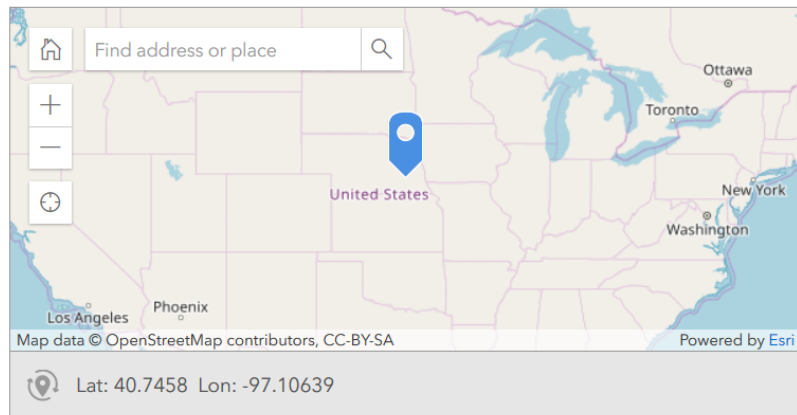 Find address or place
Ottawa
Toronto
United States
New York
Washington
Phoenix
Los Angeles
Map data © OpenStreetMap contributors, CC-BY-SA
Powered by Esri
Lat: 40.7458 Lon: -97.10639